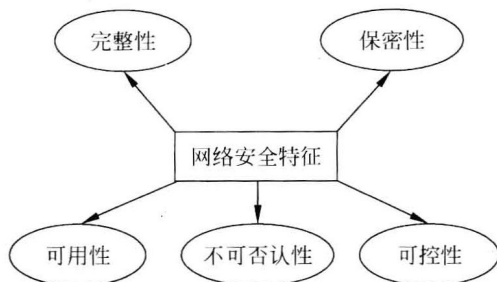 完整性
保密性
网络安全特征
可用性
不可否认性
可控性